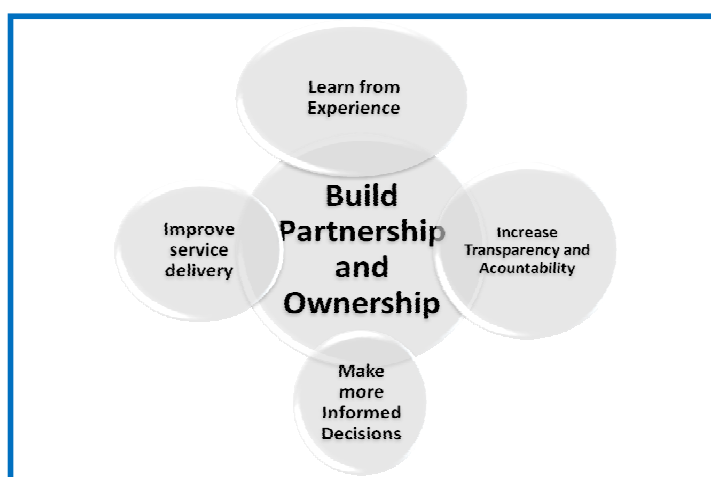 Learn from
Experience
Build
Partnership
and
Ownership
Improve
service
delivery
Increase
Transparency and
Acountability
Make
more
Informed
Decisions